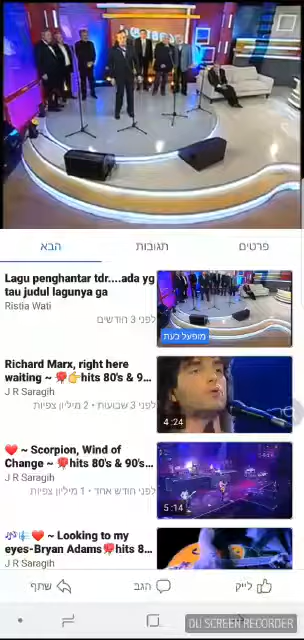 פרטים
תגובות
הבא
Lagu penghantar tdr....ada yg
tau judul lagunya ga
Ristia Wati
לפני 3 חודשים
מופעל כעת
Richard Marx, right here
waiting ~ 💯👉hits 80's & 9...
J R Saragih
לפני 3 שבועות • 2 מיליון צפיות
4:24
❤️ ~ Scorpion, Wind of
Change ~ 💯hits 80's & 90's...
J R Saragih
לפני חודש אחד • 1 מיליון צפיות
5:14
🎶🎼❤️ ~ Looking to my
eyes-Bryan Adams💯hits 8...
J R Saragih
לייק
הגב
שתף
DU SCREEN RECORDER